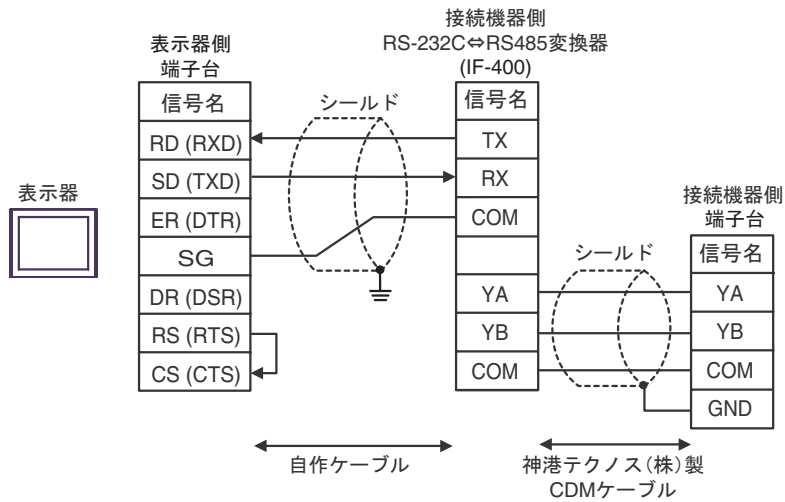 接続機器側
RS-232C⇔RS485変換器
(IF-400)
表示器側
端子台
信号名
RD (RXD)
SD (TXD)
ER (DTR)
SG
DR (DSR)
RS (RTS)
CS (CTS)
シールド
信号名
TX
RX
COM
YA
YB
COM
表示器
シールド
接続機器側
端子台
信号名
YA
YB
COM
GND
自作ケーブル
神港テクノス(株)製
CDMケーブル